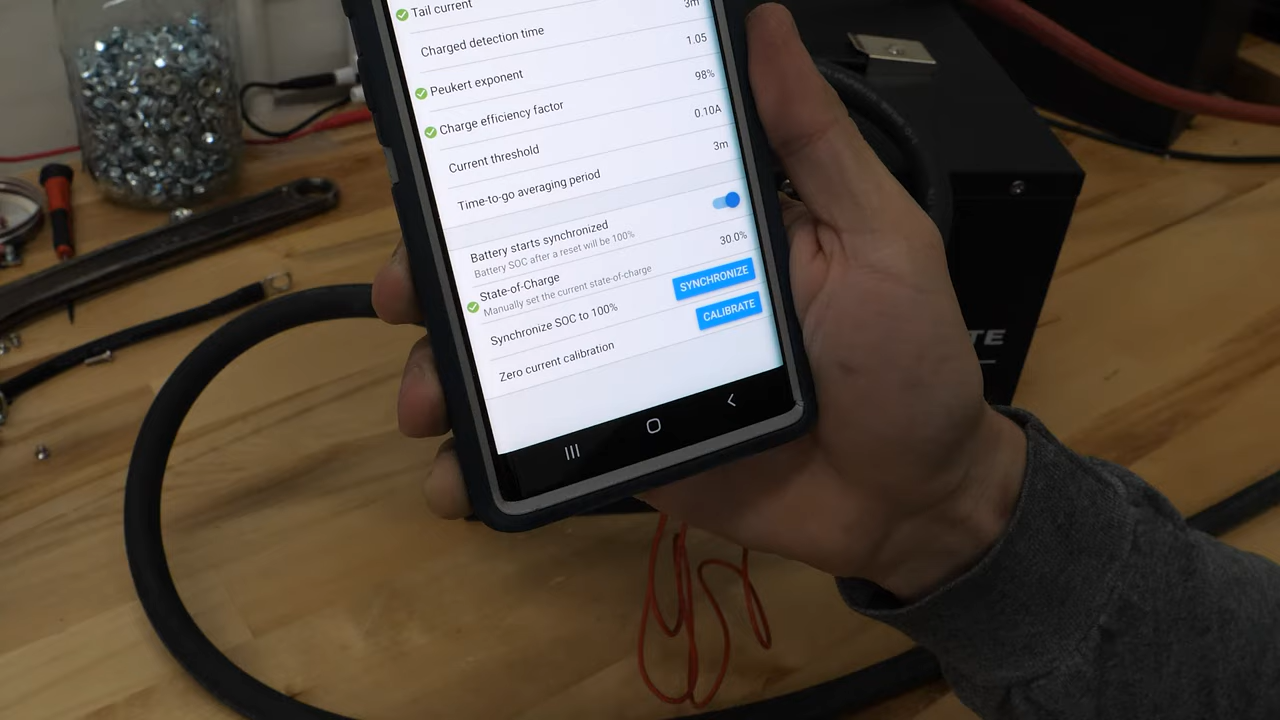 Tail current
Charged detection time
3m
Peukert exponent
1.05
Charge efficiency factor
98%
Current threshold
0.10A
Time-to-go averaging period
3m
Battery starts synchronized
Battery SOC after a reset will be 100%
State-of-Charge
30.0%
Manually set the current state-of-charge
Synchronize SOC to 100%
SYNCHRONIZE
Zero current calibration
CALIBRATE